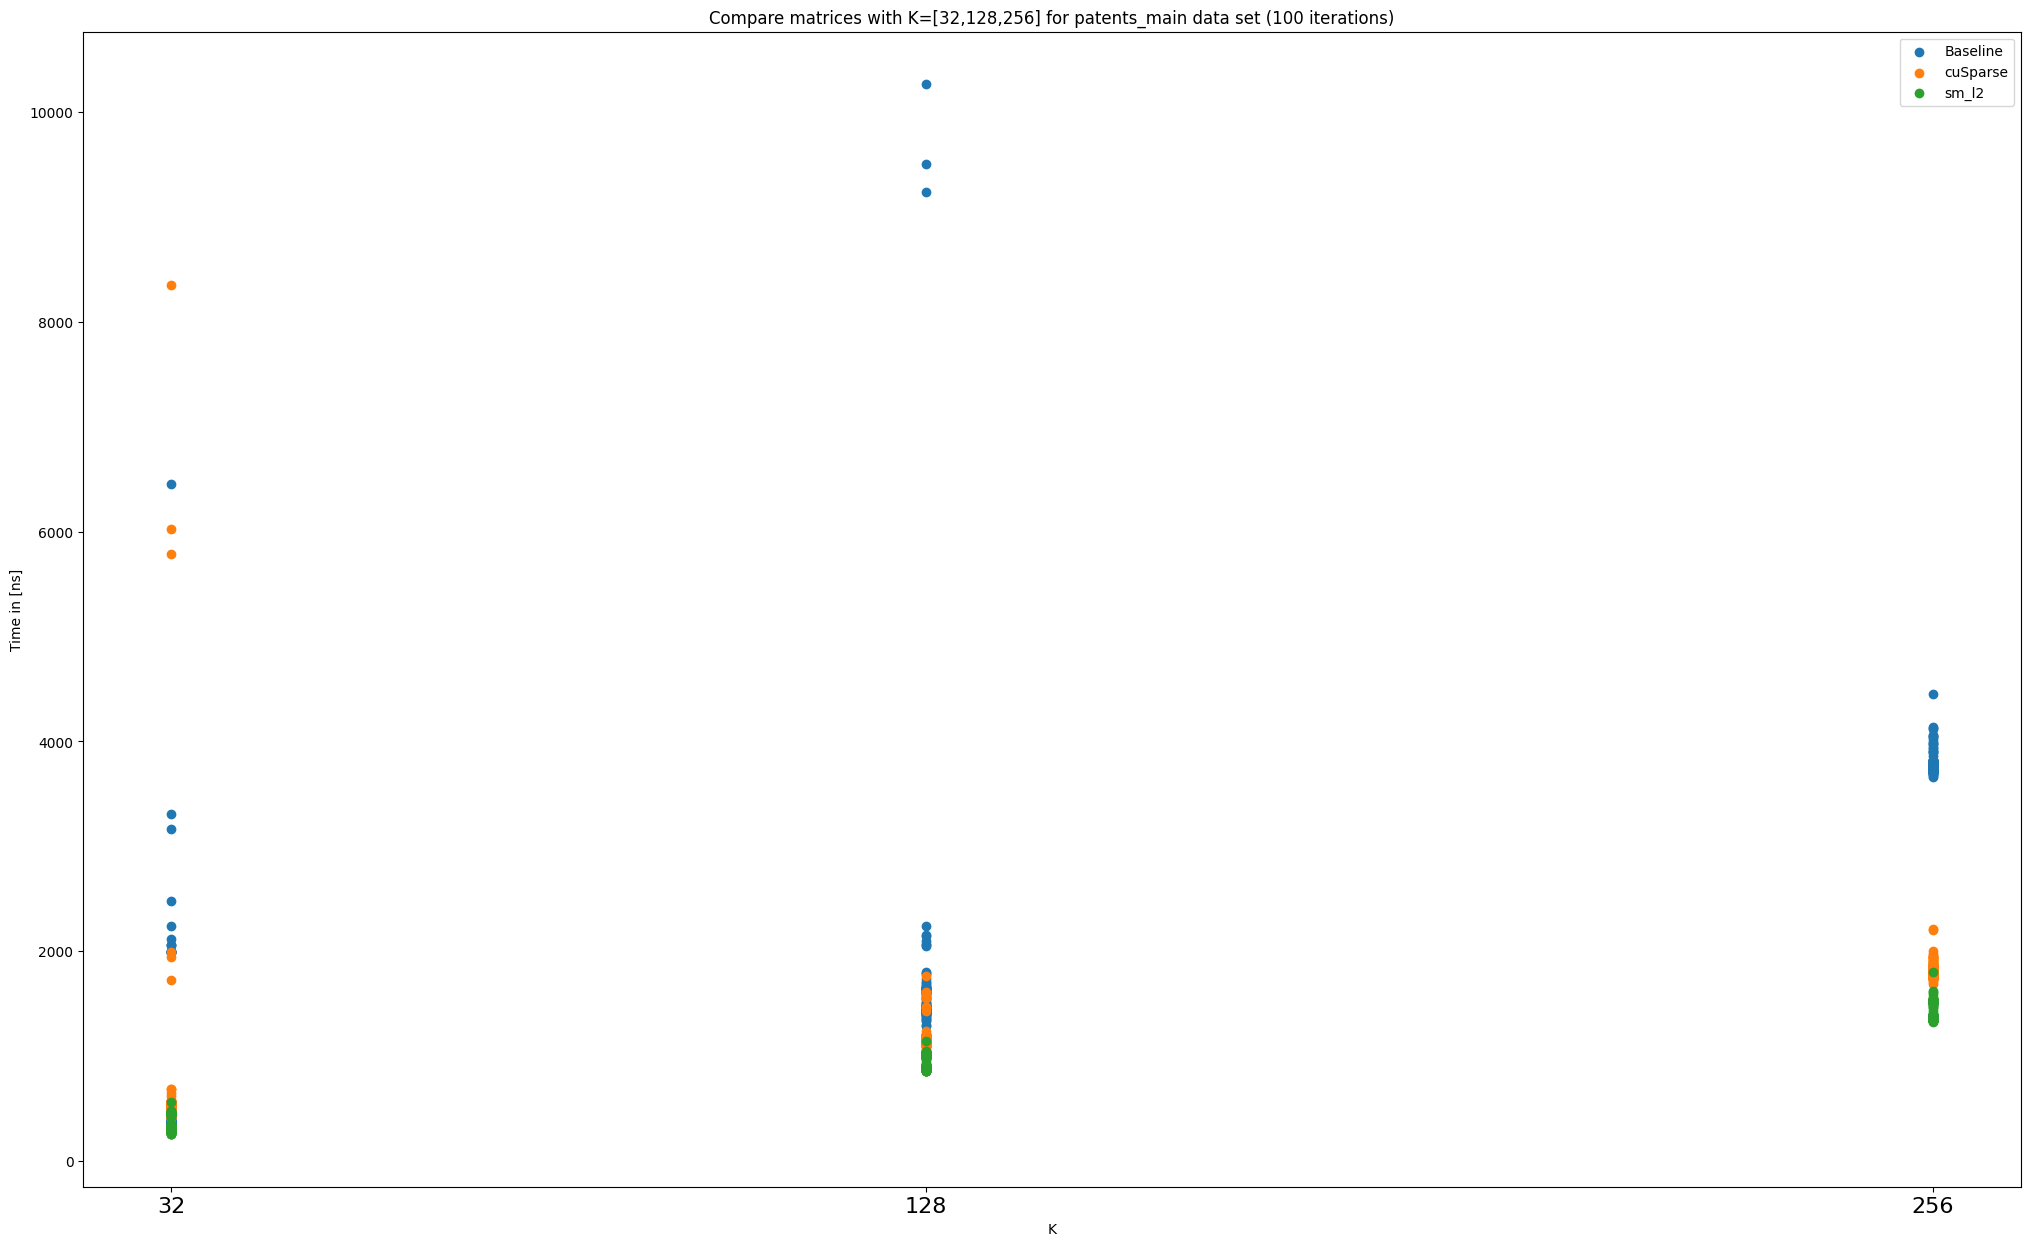 Compare matrices with K=[32,128,256] for patents_main data set (100 iterations)
Baseline
cuSparse
sm_l2
10000
8000
6000
4000
2000
0
Time in [ns]
32
128
256
K